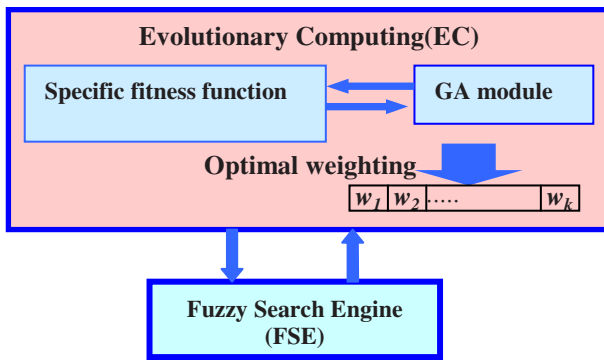 Evolutionary Computing(EC)
Specific fitness function
GA module
Optimal weighting
w1 w2 ..... wk
Fuzzy Search Engine
(FSE)